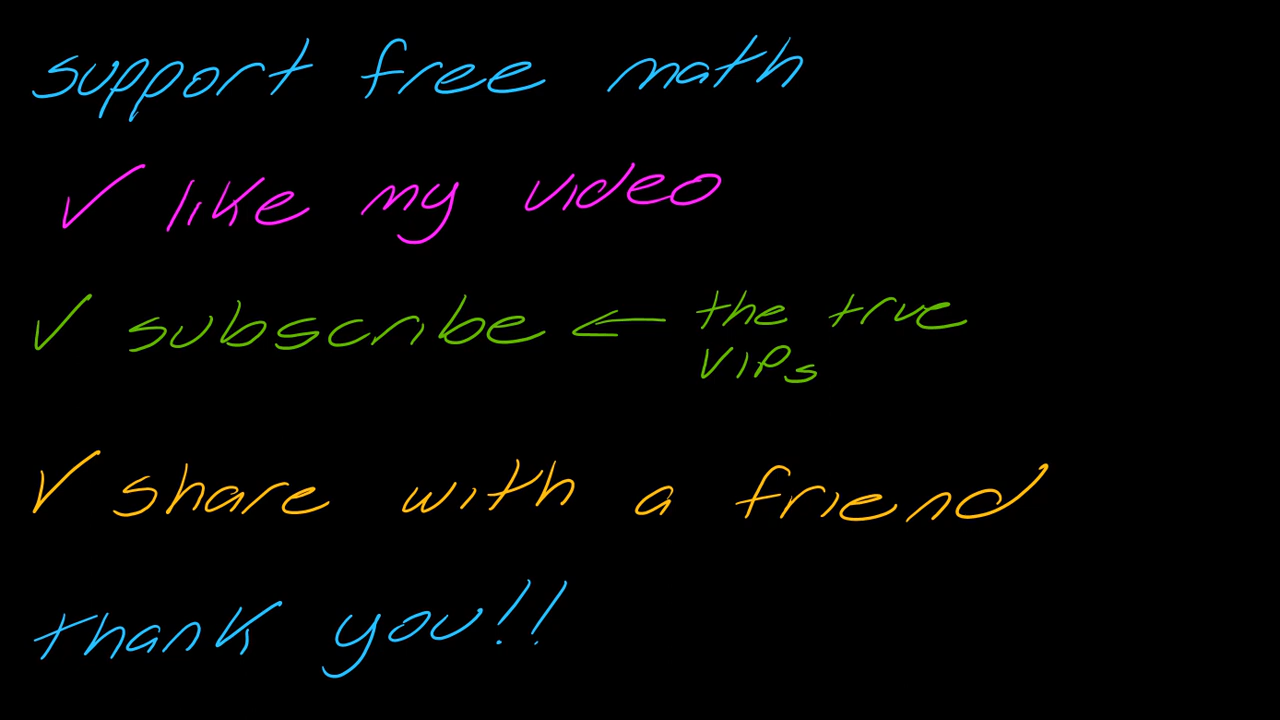 support free math
✓ like my video
✓ subscribe ← the true
VIPs
✓ share with a friend
thank you!!